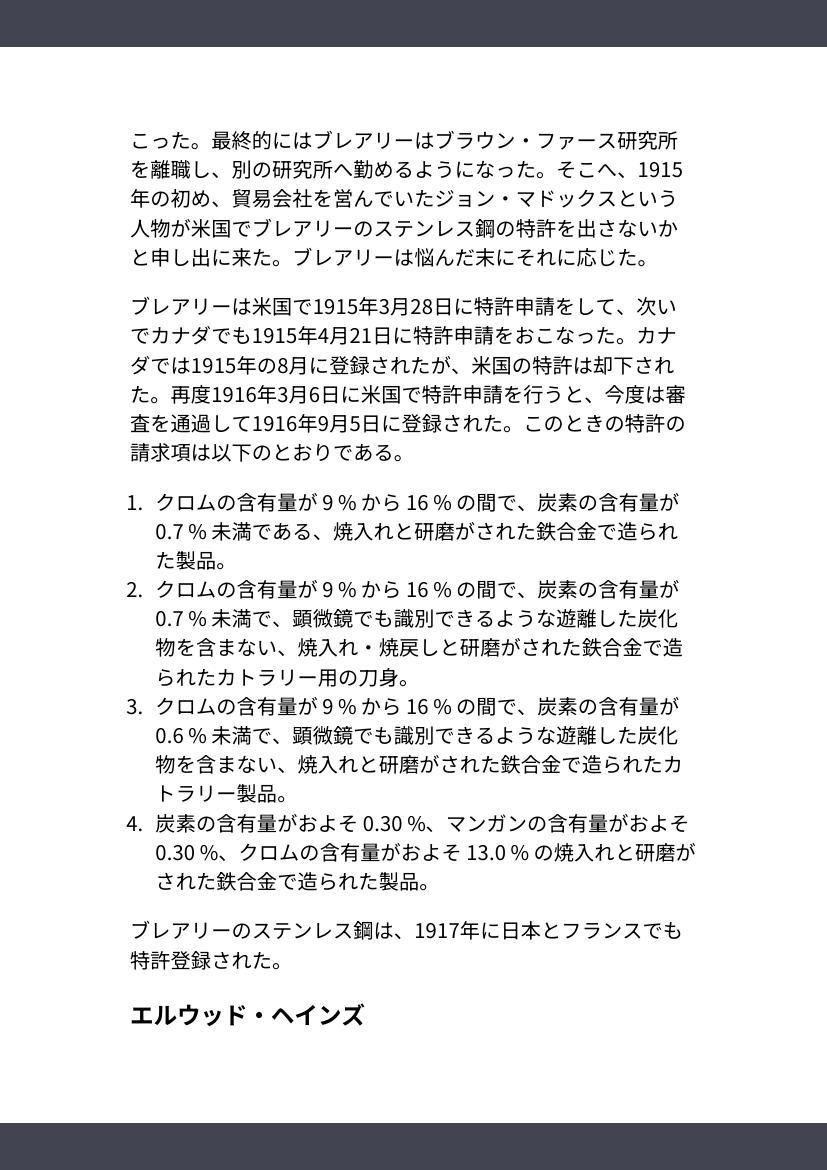 こった。最終的にはブレアリーはブラウン・ファース研究所
を離職し、別の研究所へ勤めるようになった。そこへ、1915
年の初め、貿易会社を営んでいたジョン・マドックスという
人物が米国でブレアリーのステンレス鋼の特許を出さないか
と申し出に来た。ブレアリーは悩んだ末にそれに応じた。
ブレアリーは米国で1915年3月28日に特許申請をして、次い
でカナダでも1915年4月21日に特許申請をおこなった。カナ
ダでは1915年の8月に登録されたが、米国の特許は却下され
た。再度1916年3月6日に米国で特許申請を行うと、今度は審
査を通過して1916年9月5日に登録された。このときの特許の
請求項は以下のとおりである。
1. クロムの含有量が 9 % から 16 % の間で、炭素の含有量が
0.7 % 未満である、焼入れと研磨がされた鉄合金で造られ
た製品。
2. クロムの含有量が 9 % から 16 % の間で、炭素の含有量が
0.7 % 未満で、顕微鏡でも識別できるような遊離した炭化
物を含まない、焼入れ・焼戻しと研磨がされた鉄合金で造
られたカトラリー用の刀身。
3. クロムの含有量が 9 % から 16 % の間で、炭素の含有量が
0.6 % 未満で、顕微鏡でも識別できるような遊離した炭化
物を含まない、焼入れと研磨がされた鉄合金で造られたカ
トラリー製品。
4. 炭素の含有量がおよそ 0.30 %、マンガンの含有量がおよそ
0.30 %、クロムの含有量がおよそ 13.0 % の焼入れと研磨が
された鉄合金で造られた製品。
ブレアリーのステンレス鋼は、1917年に日本とフランスでも
特許登録された。
エルウッド・ヘインズ